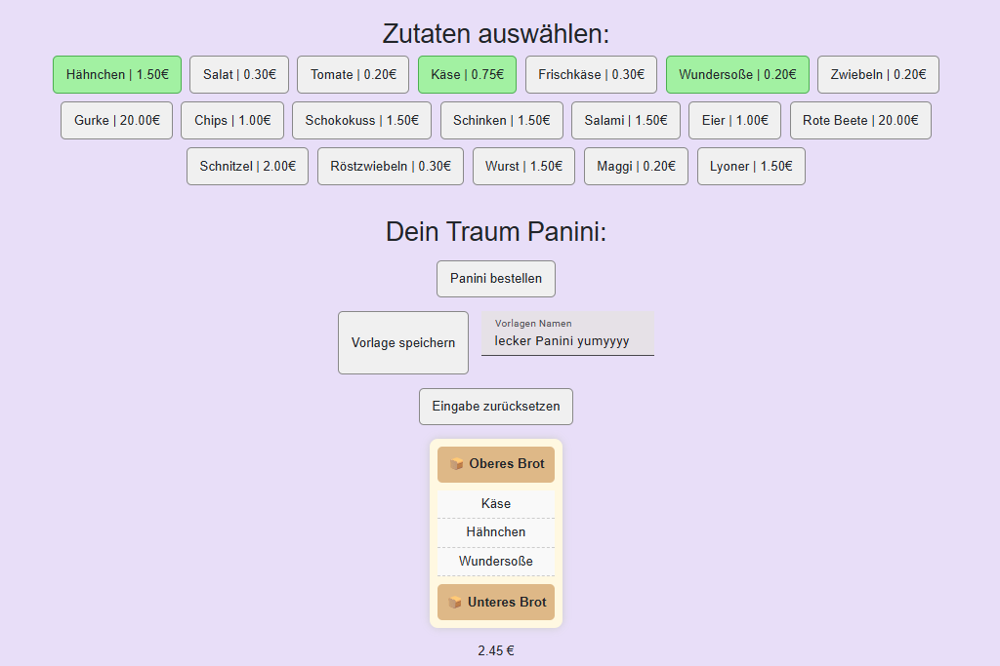 Zutaten auswählen:
Hähnchen | 1.50€ Salat | 0.30€ Tomate | 0.20€ Käse | 0.75€ Frischkäse | 0.30€ Wundersoße | 0.20€ Zwiebeln | 0.20€
Gurke | 20.00€ Chips | 1.00€ Schokokuss | 1.50€ Schinken | 1.50€ Salami | 1.50€ Eier | 1.00€ Rote Beete | 20.00€
Schnitzel | 2.00€ Röstzwiebeln | 0.30€ Wurst | 1.50€ Maggi | 0.20€ Lyoner | 1.50€
Dein Traum Panini:
Panini bestellen
Vorlage speichern
Vorlagen Namen
lecker Panini yumyyyy
Eingabe zurücksetzen
Oberes Brot
Käse
Hähnchen
Wundersoße
Unteres Brot
2.45 €